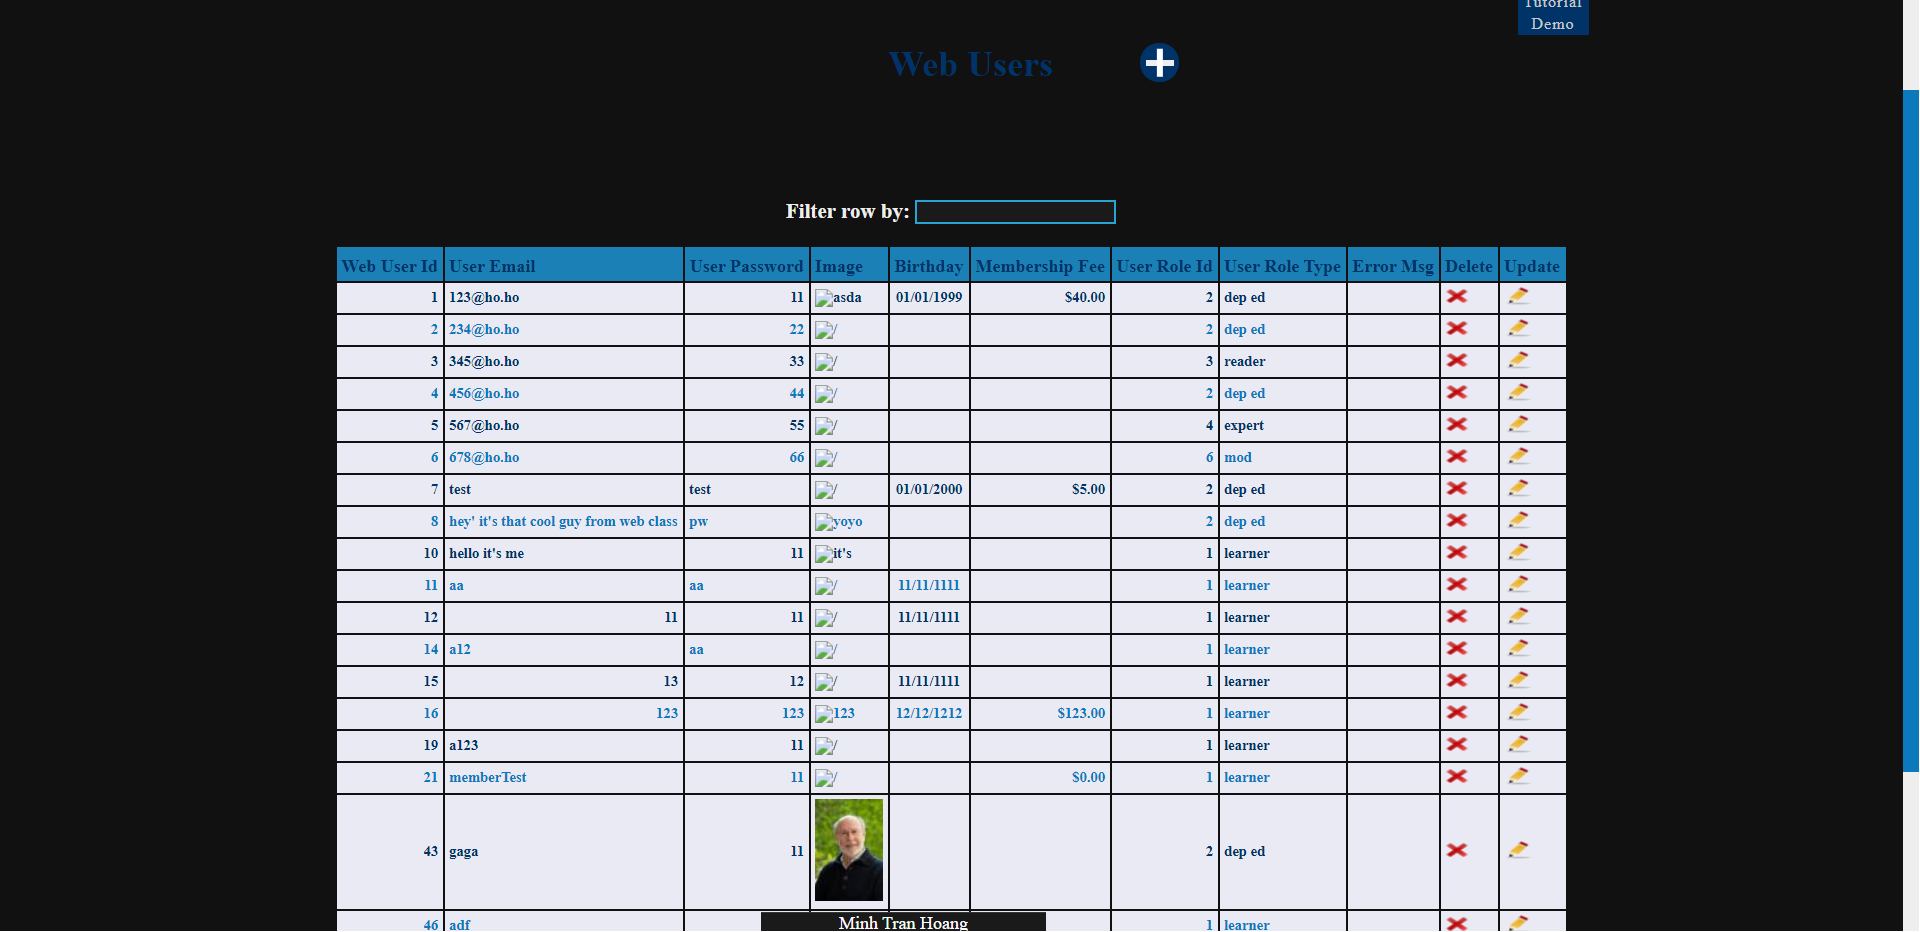 Tutorial
Demo
Web Users
Filter row by:
Web User Id User Email User Password Image Birthday Membership Fee User Role Id User Role Type Error Msg Delete Update
1 123@ho.ho 11 asda 01/01/1999 $40.00 2 dep ed
2 234@ho.ho 22 / 2 dep ed
3 345@ho.ho 33 / 3 reader
4 456@ho.ho 44 / 2 dep ed
5 567@ho.ho 55 / 4 expert
6 678@ho.ho 66 / 6 mod
7 test test / 01/01/2000 $5.00 2 dep ed
8 hey' it's that cool guy from web class pw yoyo 2 dep ed
10 hello it's me 11 it's 1 learner
11 aa aa / 11/11/1111 1 learner
12 11 11 / 11/11/1111 1 learner
14 a12 aa / 1 learner
15 13 12 / 11/11/1111 1 learner
16 123 123 123 12/12/1212 $123.00 1 learner
19 a123 11 / 1 learner
21 memberTest 11 / $0.00 1 learner
43 gaga 11 2 dep ed
46 adf 1 learner
Minh Tran Hoang